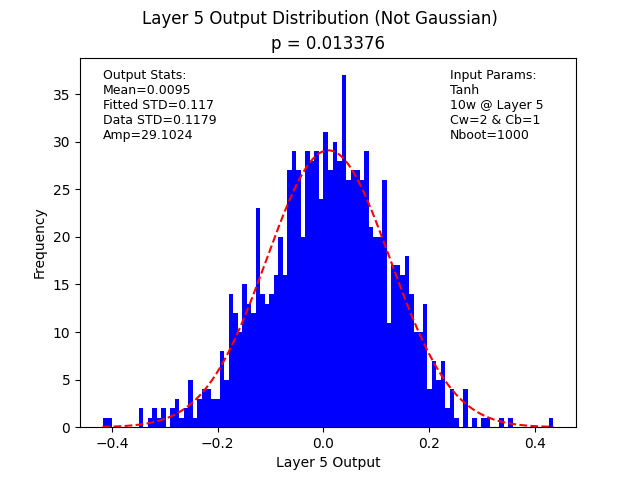 Layer 5 Output Distribution (Not Gaussian)
p = 0.013376
Output Stats:
Mean=0.0095
Fitted STD=0.117
Data STD=0.1179
Amp=29.1024
Input Params:
Tanh
10w @ Layer 5
Cw=2 & Cb=1
Nboot=1000
Frequency
35
30
25
20
15
10
5
0
−0.4
−0.2
0.0
0.2
0.4
Layer 5 Output